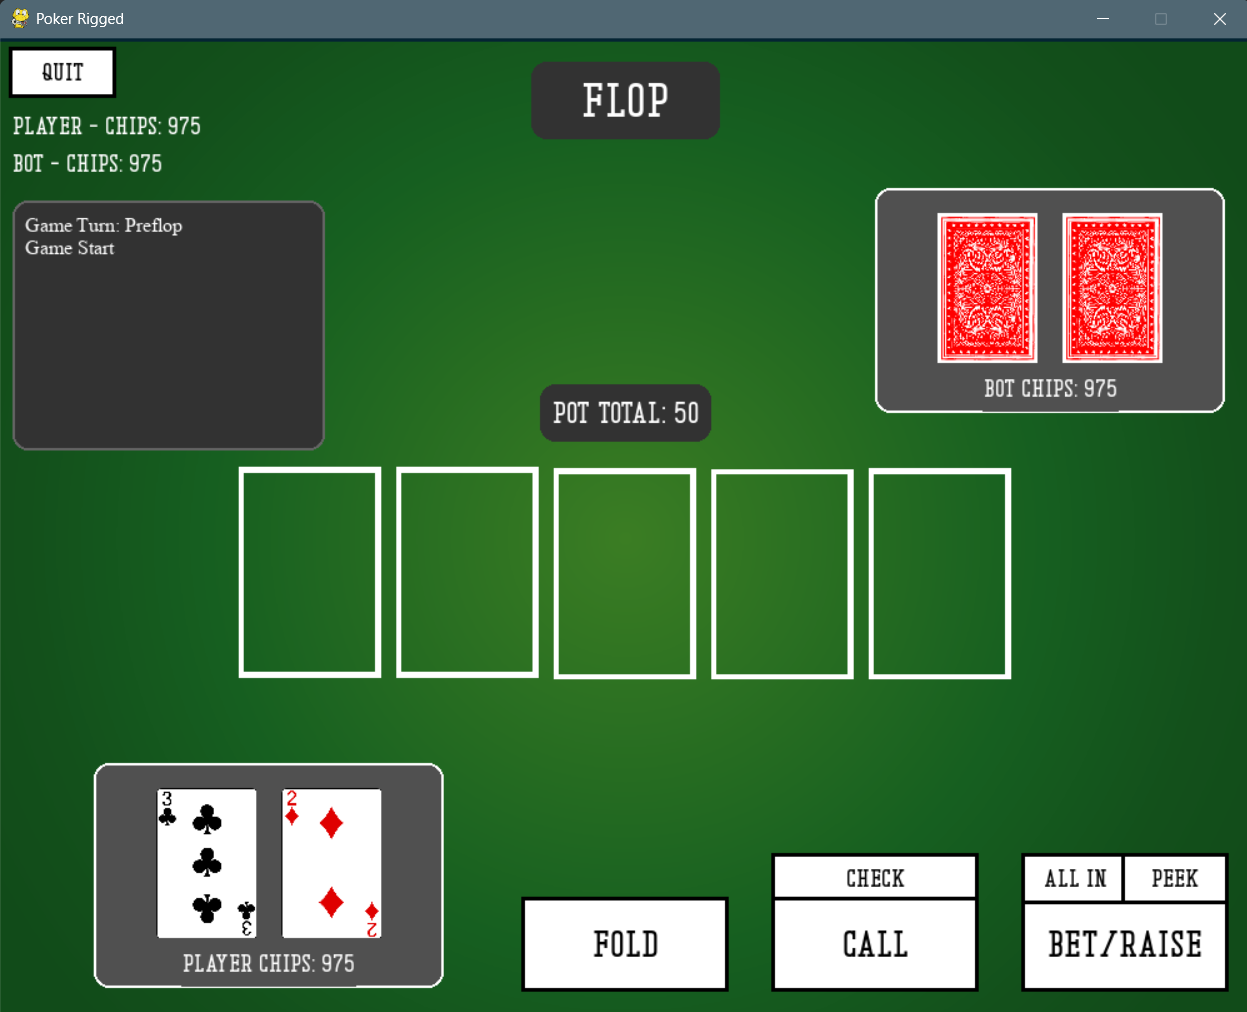 Poker Rigged
QUIT
FLOP
PLAYER - CHIPS: 975
BOT - CHIPS: 975
Game Turn: Preflop
Game Start
BOT CHIPS: 975
POT TOTAL: 50
3
3
2
2
PLAYER CHIPS: 975
FOLD
CHECK
CALL
ALL IN
PEEK
BET/RAISE